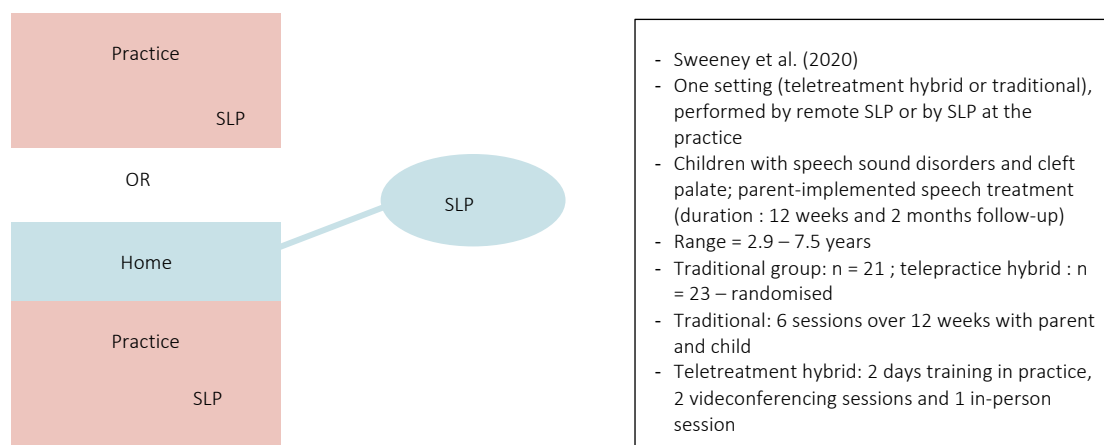 Practice
SLP
OR
Home
SLP
Practice
SLP
- Sweeney et al. (2020)
- One setting (teletreatment hybrid or traditional),
performed by remote SLP or by SLP at the
practice
- Children with speech sound disorders and cleft
palate; parent-implemented speech treatment
(duration : 12 weeks and 2 months follow-up)
- Range = 2.9 – 7.5 years
- Traditional group: n = 21 ; telepractice hybrid : n
= 23 – randomised
- Traditional: 6 sessions over 12 weeks with parent
and child
- Teletreatment hybrid: 2 days training in practice,
2 videconferencing sessions and 1 in-person
session